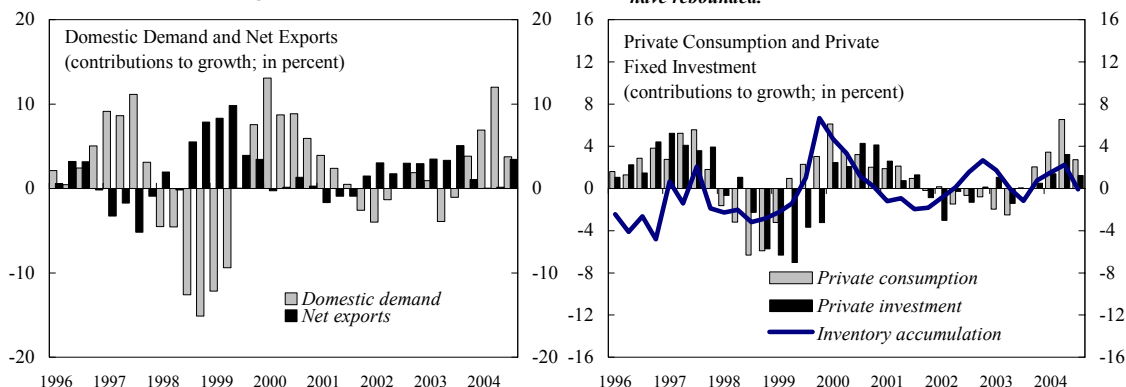 have rebounded.
20
10
0
-10
-20
Domestic Demand and Net Exports
(contributions to growth; in percent)
Domestic demand
Net exports
20
10
0
-10
-20
1996 1997 1998 1999 2000 2001 2002 2003 2004
16
12
8
4
0
-4
-8
-12
-16
Private Consumption and Private
Fixed Investment
(contributions to growth; in percent)
Private consumption
Private investment
Inventory accumulation
16
12
8
4
0
-4
-8
-12
-16
1996 1997 1998 1999 2000 2001 2002 2003 2004